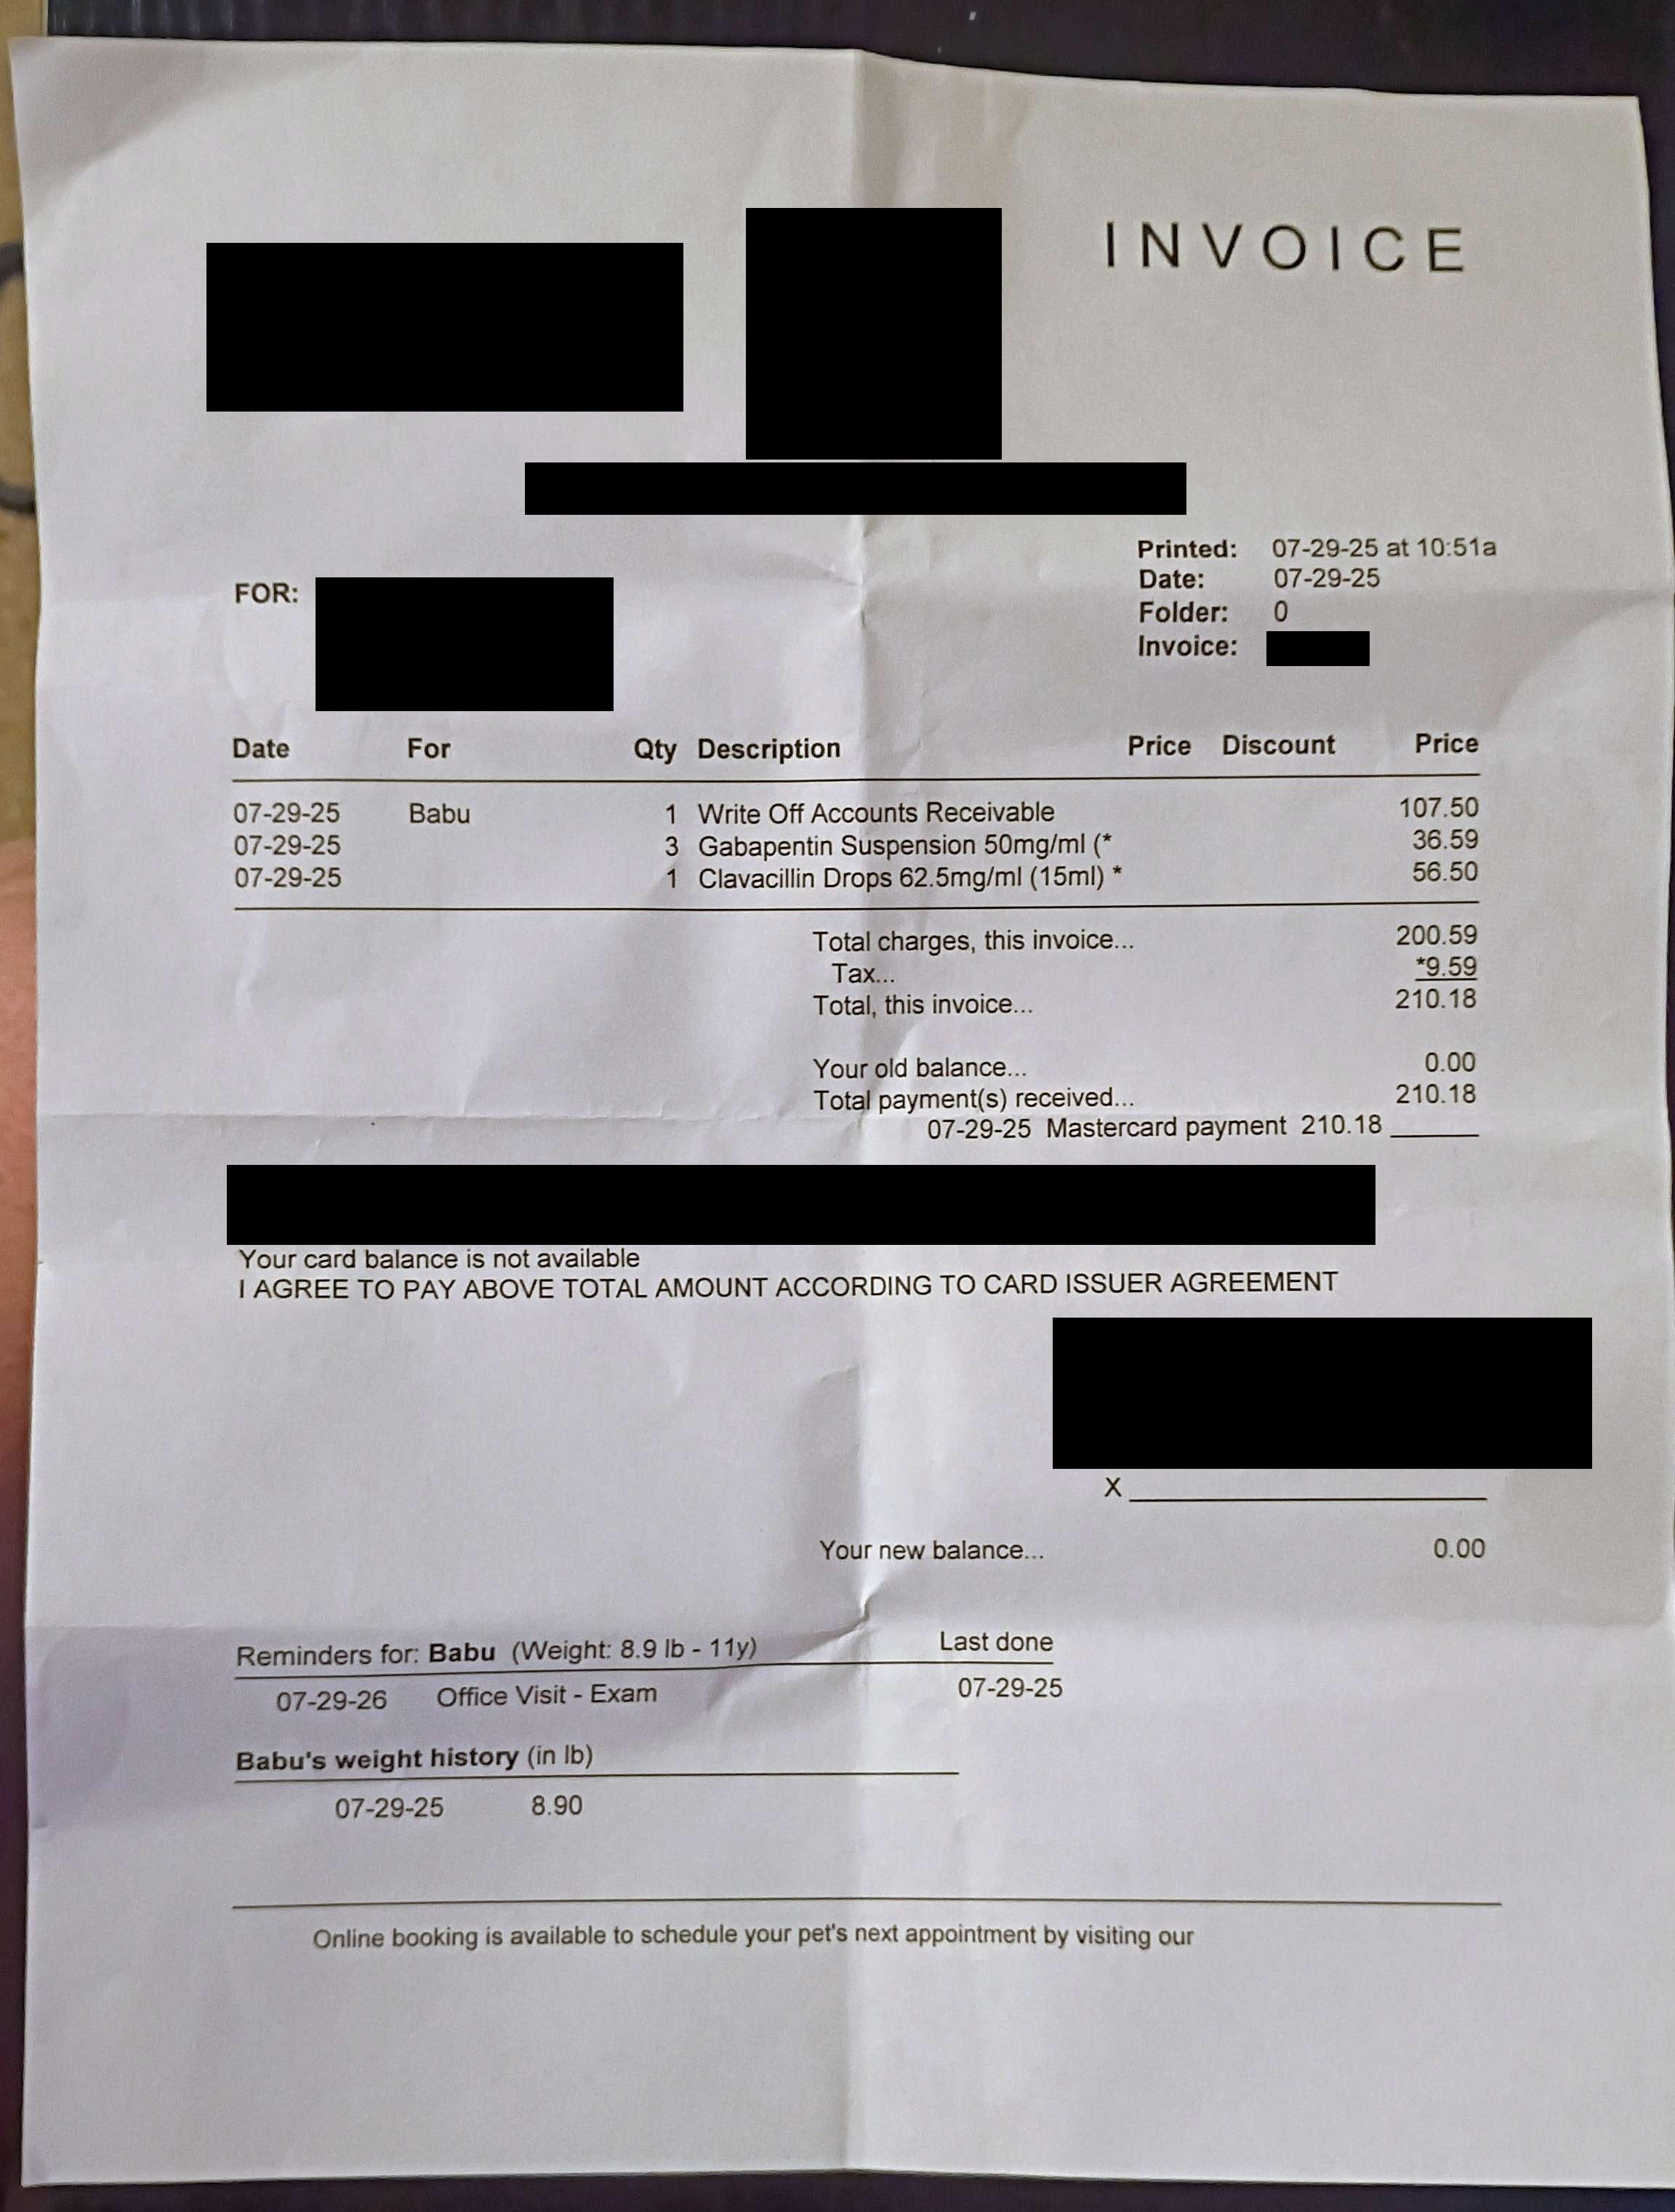 INVOICE
Printed: 07-29-25 at 10:51a
Date: 07-29-25
Folder: 0
Invoice:
FOR:
Date For Qty Description Price Discount Price
07-29-25 Babu 1 Write Off Accounts Receivable 107.50
07-29-25 3 Gabapentin Suspension 50mg/ml (* 36.59
07-29-25 1 Clavacillin Drops 62.5mg/ml (15ml) * 56.50
Total charges, this invoice... 200.59
Tax... *9.59
Total, this invoice... 210.18
Your old balance... 0.00
Total payment(s) received... 210.18
07-29-25 Mastercard payment 210.18
Your card balance is not available
I AGREE TO PAY ABOVE TOTAL AMOUNT ACCORDING TO CARD ISSUER AGREEMENT
X
Your new balance... 0.00
Reminders for: Babu (Weight: 8.9 lb - 11y) Last done
07-29-26 Office Visit - Exam 07-29-25
Babu's weight history (in lb)
07-29-25 8.90
Online booking is available to schedule your pet's next appointment by visiting our